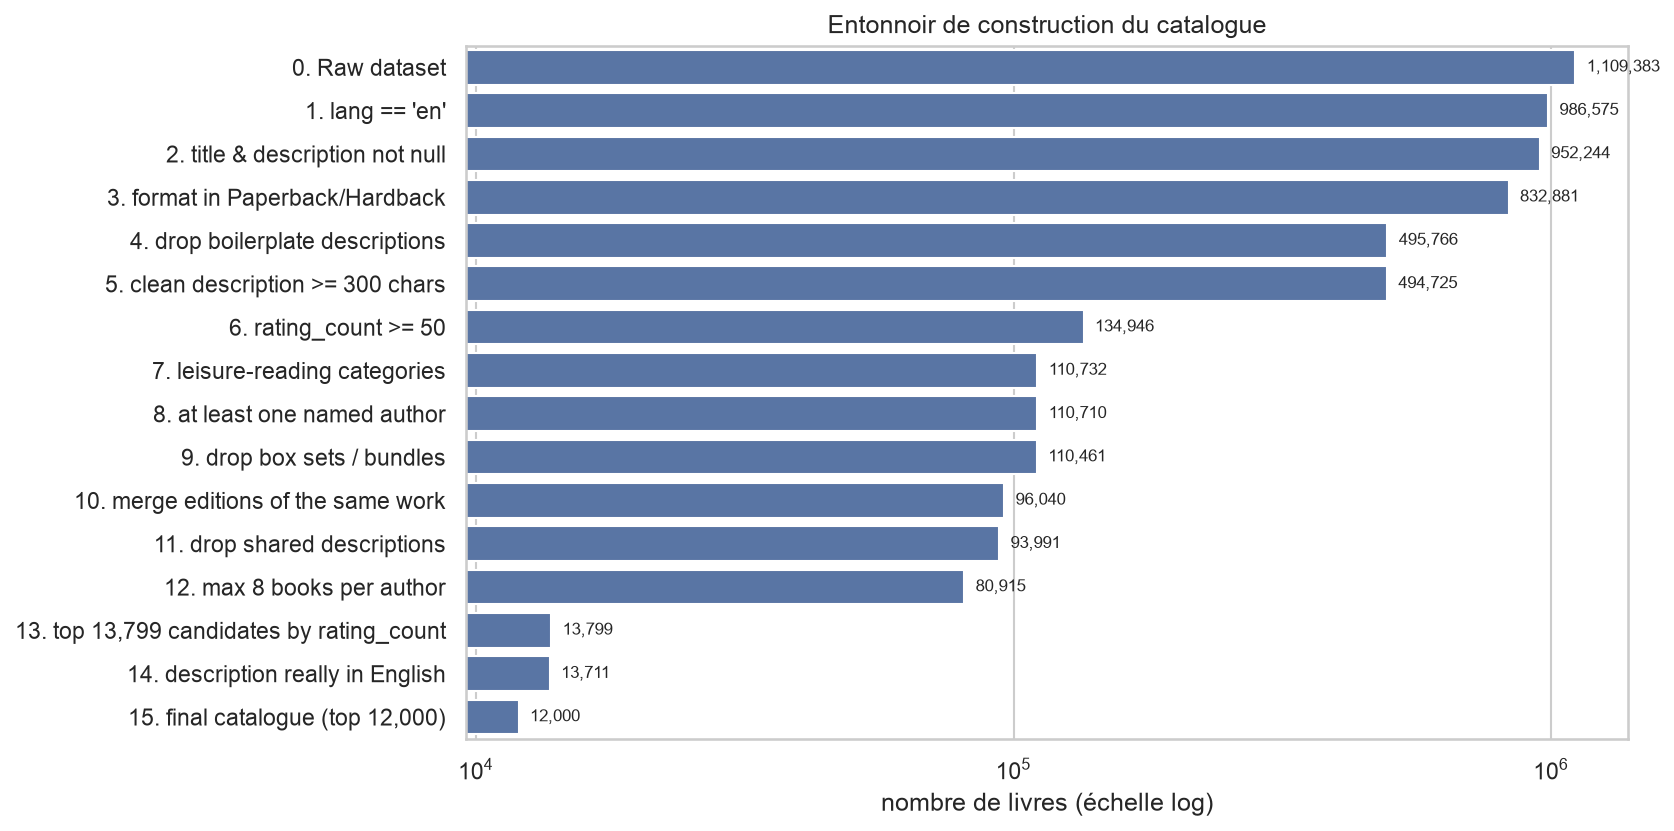 Entonnoir de construction du catalogue
0. Raw dataset 1,109,383
1. lang == 'en' 986,575
2. title & description not null 952,244
3. format in Paperback/Hardback 832,881
4. drop boilerplate descriptions 495,766
5. clean description >= 300 chars 494,725
6. rating_count >= 50 134,946
7. leisure-reading categories 110,732
8. at least one named author 110,710
9. drop box sets / bundles 110,461
10. merge editions of the same work 96,040
11. drop shared descriptions 93,991
12. max 8 books per author 80,915
13. top 13,799 candidates by rating_count 13,799
14. description really in English 13,711
15. final catalogue (top 12,000) 12,000
10⁴ 10⁵ 10⁶
nombre de livres (échelle log)